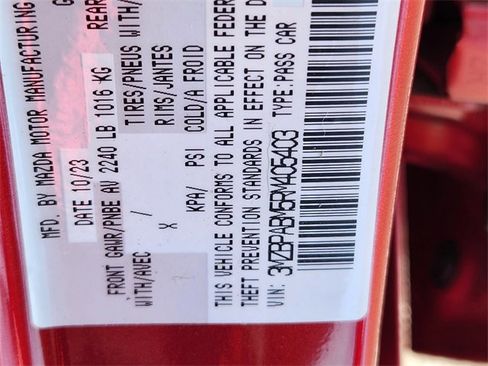 MFD. BY MAZDA MOTOR MANUFACTURING
DATE 10/23
FRONT GAWR/PNBE AV 2240 LB 1016 KG
REAR
WITH/AVEC /
TIRES/PNEUS WITH/
X
RIMS/JANTES
KPA/ PSI COLD/A FROID
THIS VEHICLE CONFORMS TO ALL APPLICABLE FEDER
THEFT PREVENTION STANDARDS IN EFFECT ON THE D
VIN: 3MZBPABM5RM405403 TYPE: PASS CAR